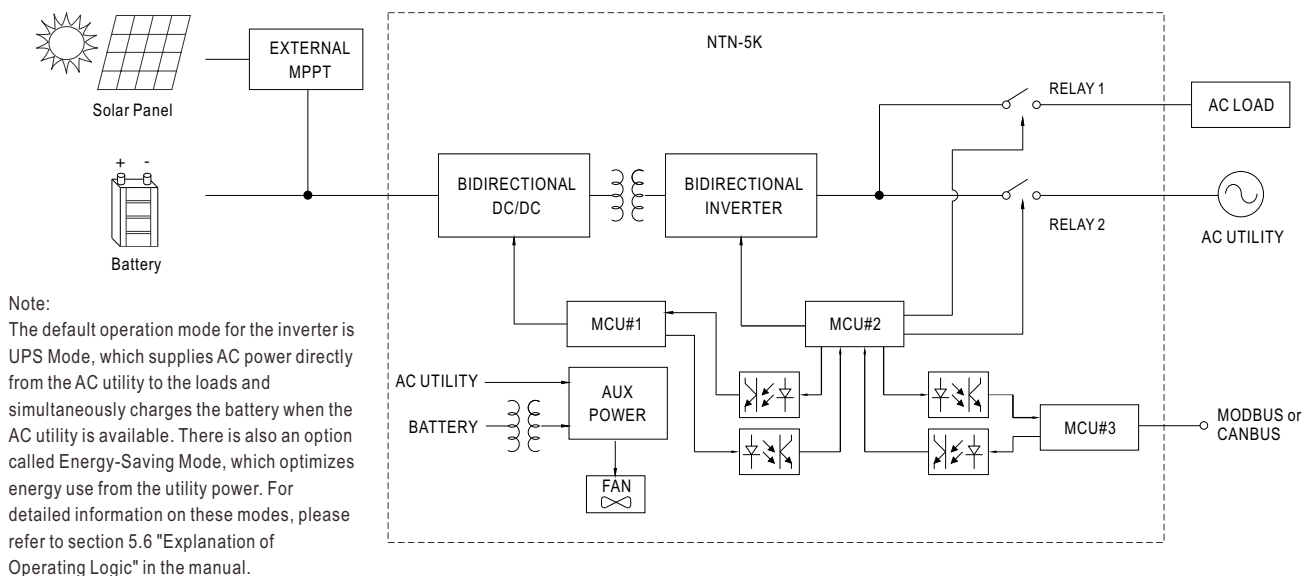 NTN-5K
EXTERNAL
MPPT
Solar Panel
RELAY 1
AC LOAD
+ -
Battery
BIDIRECTIONAL
DC/DC
BIDIRECTIONAL
INVERTER
RELAY 2
AC UTILITY
Note:
The default operation mode for the inverter is
UPS Mode, which supplies AC power directly
from the AC utility to the loads and
simultaneously charges the battery when the
AC utility is available. There is also an option
called Energy-Saving Mode, which optimizes
energy use from the utility power. For
detailed information on these modes, please
refer to section 5.6 "Explanation of
Operating Logic" in the manual.
MCU#1
MCU#2
AC UTILITY
BATTERY
AUX
POWER
FAN
MCU#3
MODBUS or
CANBUS